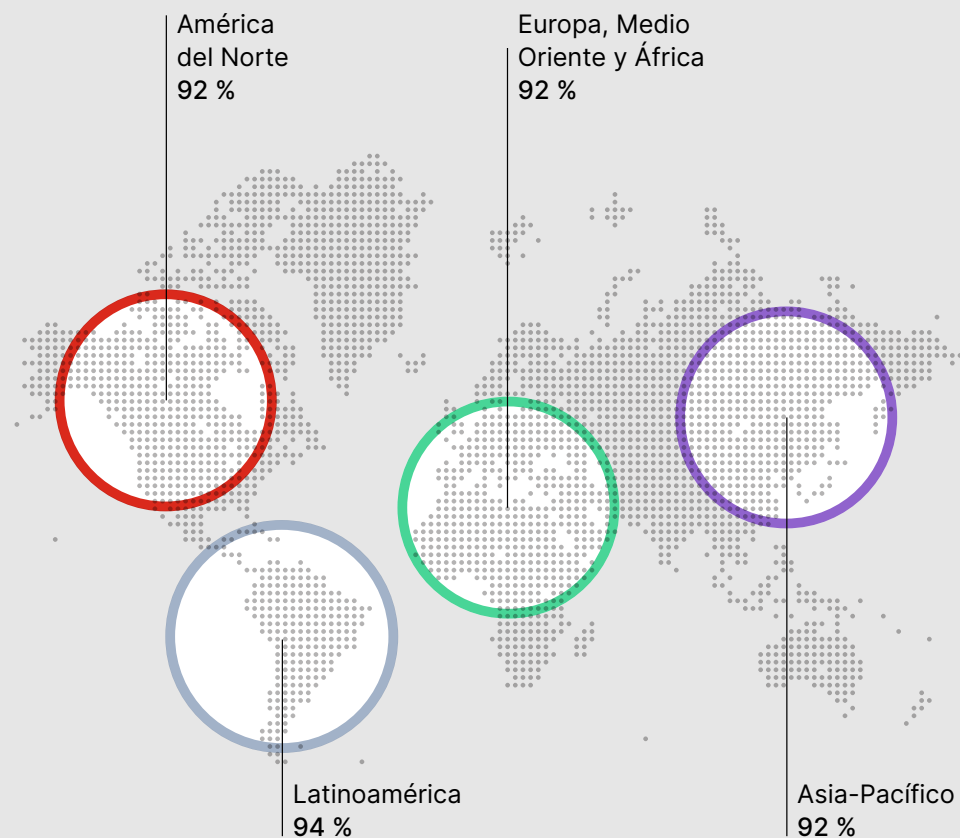 América
del Norte
92 %
Europa, Medio
Oriente y África
92 %
Latinoamérica
94 %
Asia-Pacífico
92 %